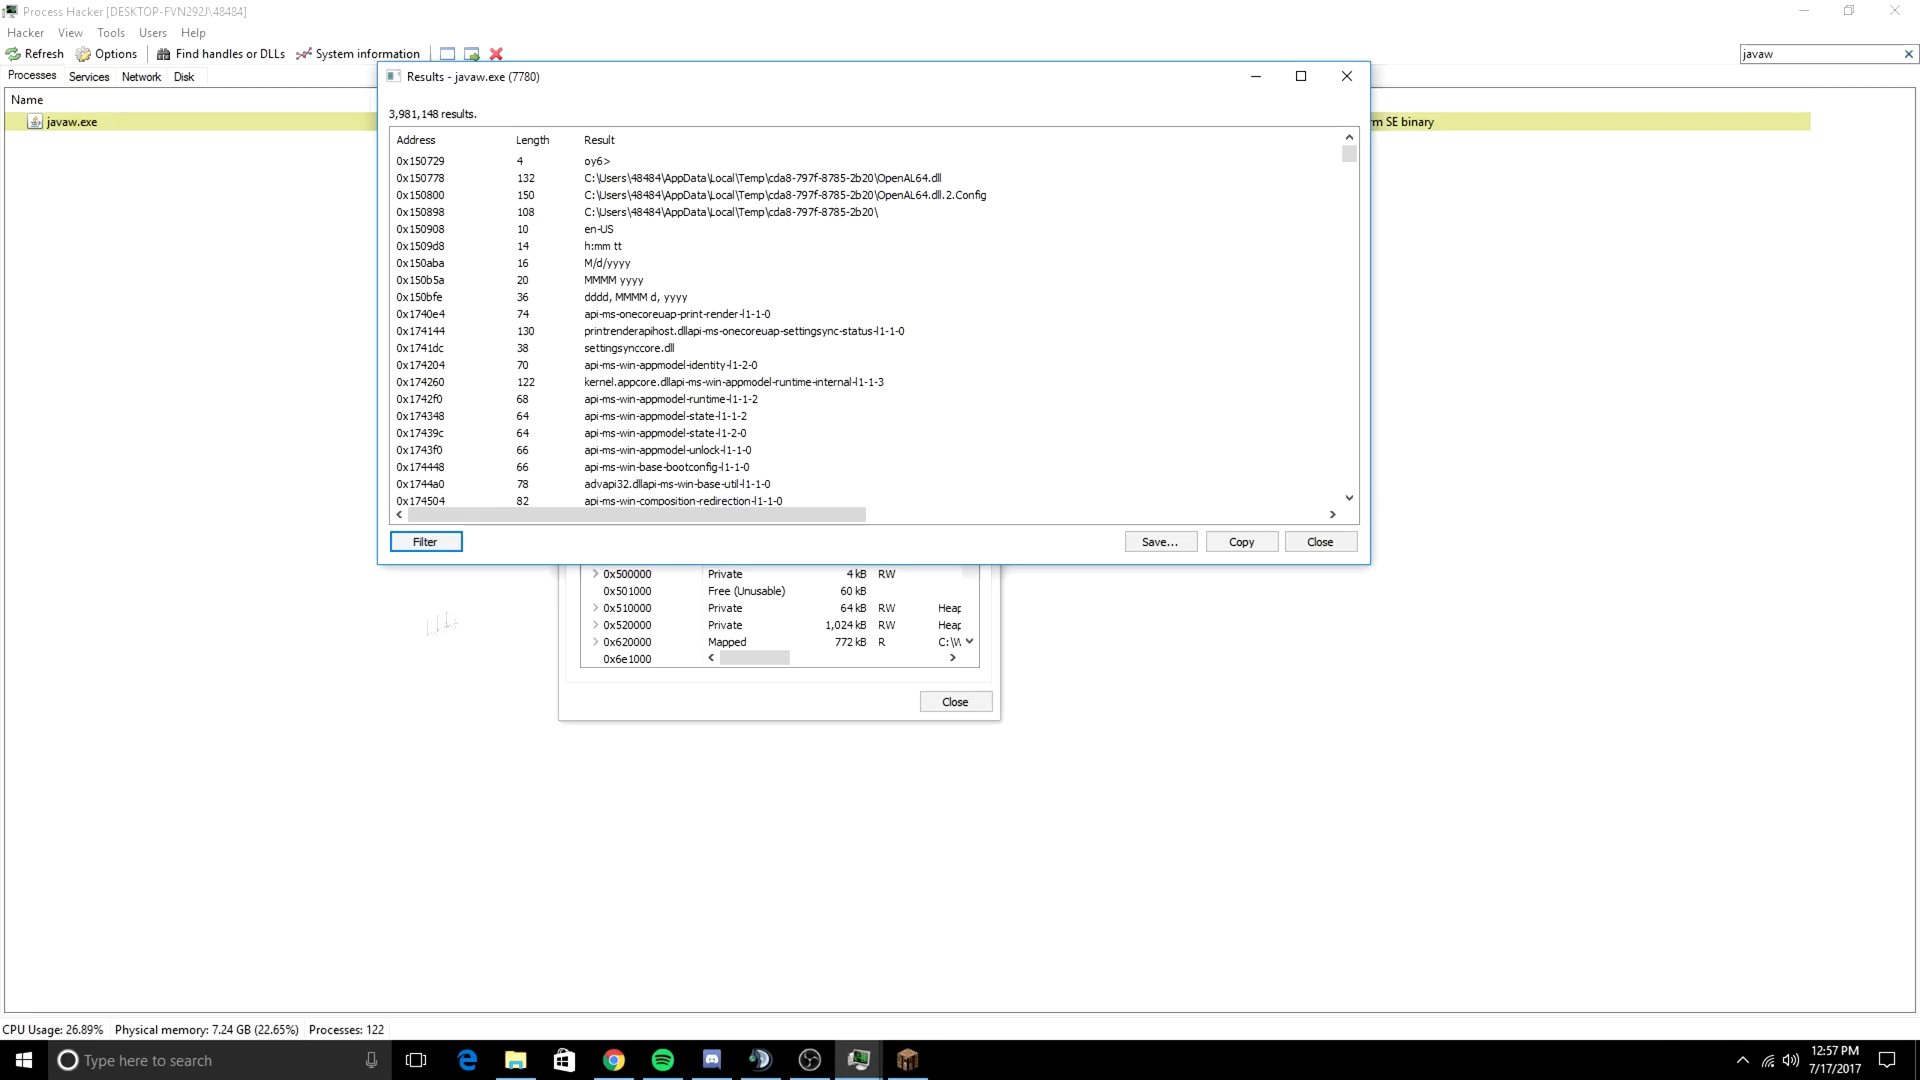 Process Hacker [DESKTOP-FVN292J\48484]
Hacker View Tools Users Help
Refresh Options Find handles or DLLs System information
javaw
Processes Services Network Disk
Name
javaw.exe
rm SE binary
Results - javaw.exe (7780)
3,981,148 results.
Address Length Result
0x150729 4 oy6>
0x150778 132 C:\Users\48484\AppData\Local\Temp\cda8-797f-8785-2b20\OpenAL64.dll
0x150800 150 C:\Users\48484\AppData\Local\Temp\cda8-797f-8785-2b20\OpenAL64.dll.2.Config
0x150898 108 C:\Users\48484\AppData\Local\Temp\cda8-797f-8785-2b20\
0x150908 10 en-US
0x1509d8 14 h:mm tt
0x150aba 16 M/d/yyyy
0x150b5a 20 MMMM yyyy
0x150bfe 36 dddd, MMMM d, yyyy
0x1740e4 74 api-ms-onecoreuap-print-render-l1-1-0
0x174144 130 printrenderapihost.dllapi-ms-onecoreuap-settingsync-status-l1-1-0
0x1741dc 38 settingsynccore.dll
0x174204 70 api-ms-win-appmodel-identity-l1-2-0
0x174260 122 kernel.appcore.dllapi-ms-win-appmodel-runtime-internal-l1-1-3
0x1742f0 68 api-ms-win-appmodel-runtime-l1-1-2
0x174348 64 api-ms-win-appmodel-state-l1-1-2
0x17439c 64 api-ms-win-appmodel-state-l1-2-0
0x1743f0 66 api-ms-win-appmodel-unlock-l1-1-0
0x174448 66 api-ms-win-base-bootconfig-l1-1-0
0x1744a0 78 advapi32.dllapi-ms-win-base-util-l1-1-0
0x174504 82 api-ms-win-composition-redirection-l1-1-0
Filter Save... Copy Close
0x500000 Private 4 kB RW
0x501000 Free (Unusable) 60 kB
0x510000 Private 64 kB RW Heap
0x520000 Private 1,024 kB RW Heap
0x620000 Mapped 772 kB R C:\W
0x6e1000
Close
CPU Usage: 26.89% Physical memory: 7.24 GB (22.65%) Processes: 122
Type here to search
12:57 PM
7/17/2017